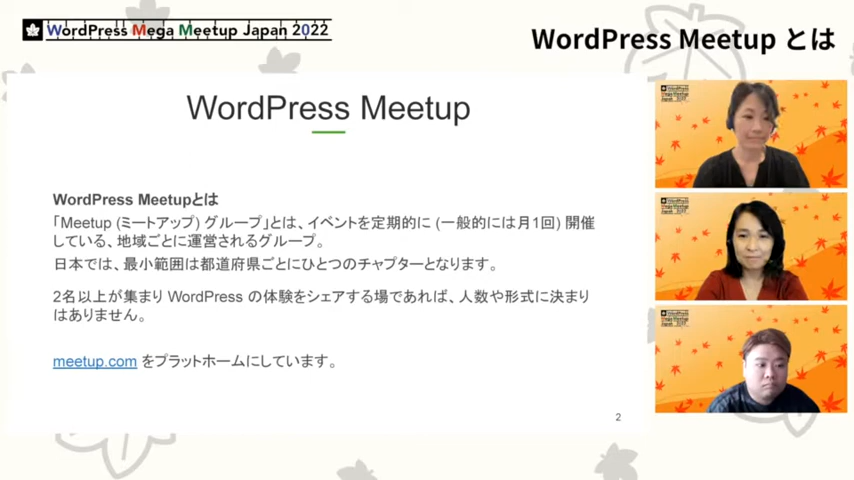 WordPress Mega Meetup Japan 2022
WordPress Meetup とは
WordPress Meetup
WordPress Meetupとは
「Meetup (ミートアップ) グループ」とは、イベントを定期的に (一般的には月1回) 開催
している、地域ごとに運営されるグループ。
日本では、最小範囲は都道府県ごとにひとつのチャプターとなります。
2名以上が集まり WordPress の体験をシェアする場であれば、人数や形式に決まり
はありません。
meetup.com をプラットホームにしています。
2